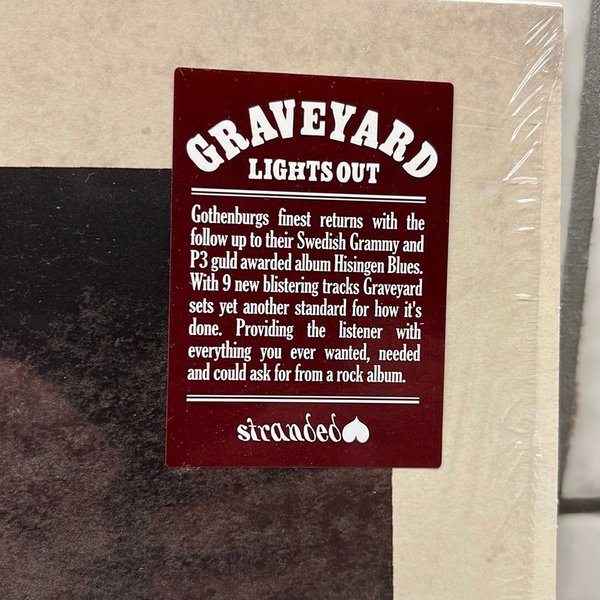 GRAVEYARD
LIGHTS OUT
Gothenburgs finest returns with the
follow up to their Swedish Grammy and
P3 guld awarded album Hisingen Blues.
With 9 new blistering tracks Graveyard
sets yet another standard for how it's
done. Providing the listener with
everything you ever wanted, needed
and could ask for from a rock album.
stranded